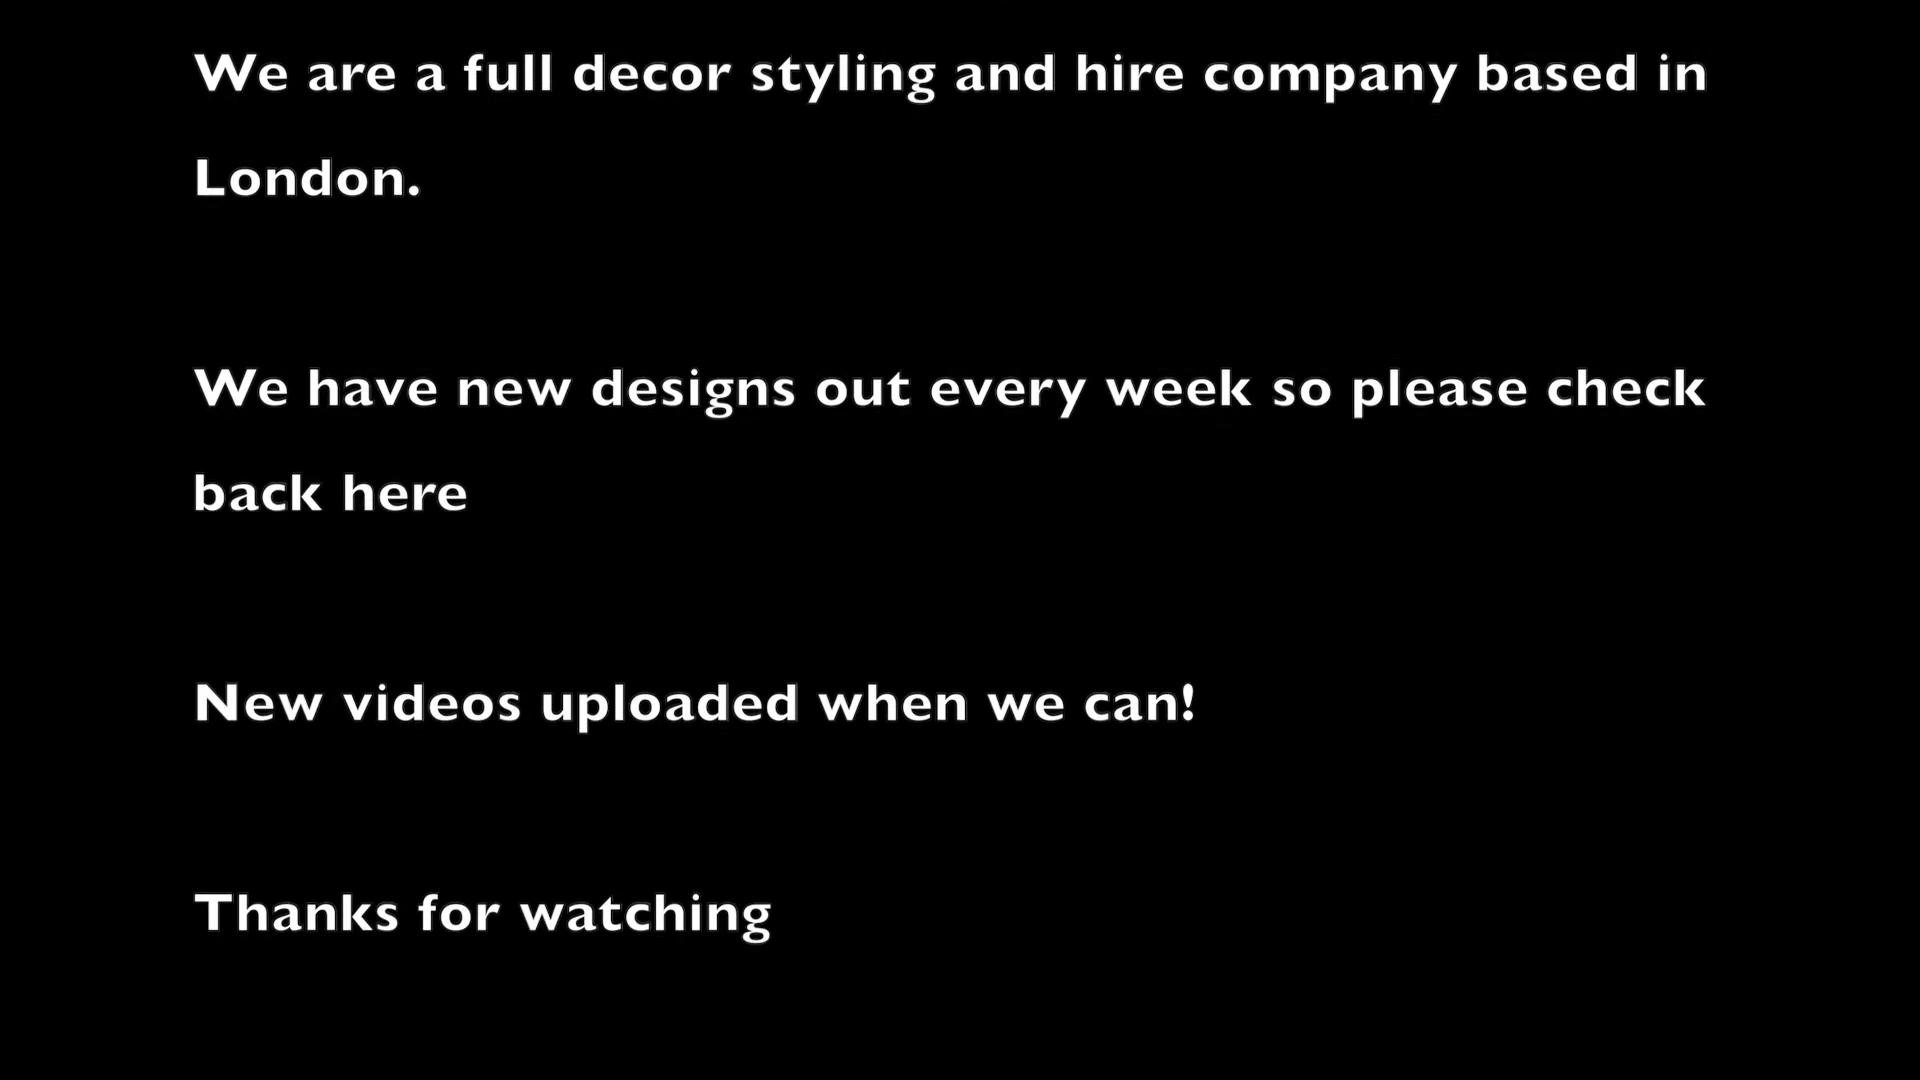 We are a full decor styling and hire company based in
London.
We have new designs out every week so please check
back here
New videos uploaded when we can!
Thanks for watching